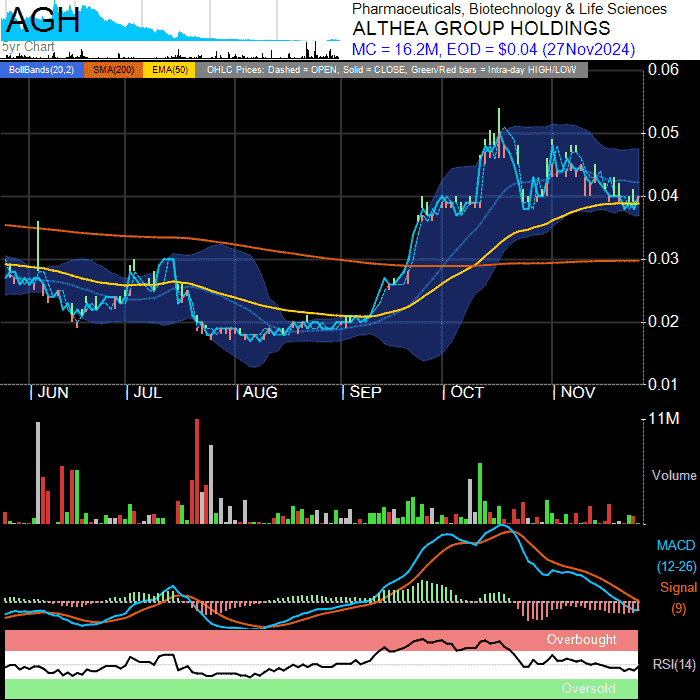 AGH
5yr Chart
Pharmaceuticals, Biotechnology & Life Sciences
ALTHEA GROUP HOLDINGS
MC = 16.2M, EOD = $0.04 (27Nov2024)
BollBands(20,2) SMA(200) EMA(50) OHLC Prices: Dashed = OPEN, Solid = CLOSE, Green/Red bars = Intra-day HIGH/LOW
0.06
0.05
0.04
0.03
0.02
0.01
JUN JUL AUG SEP OCT NOV
11M
Volume
MACD
(12-26)
Signal
(9)
Overbought
RSI(14)
Oversold